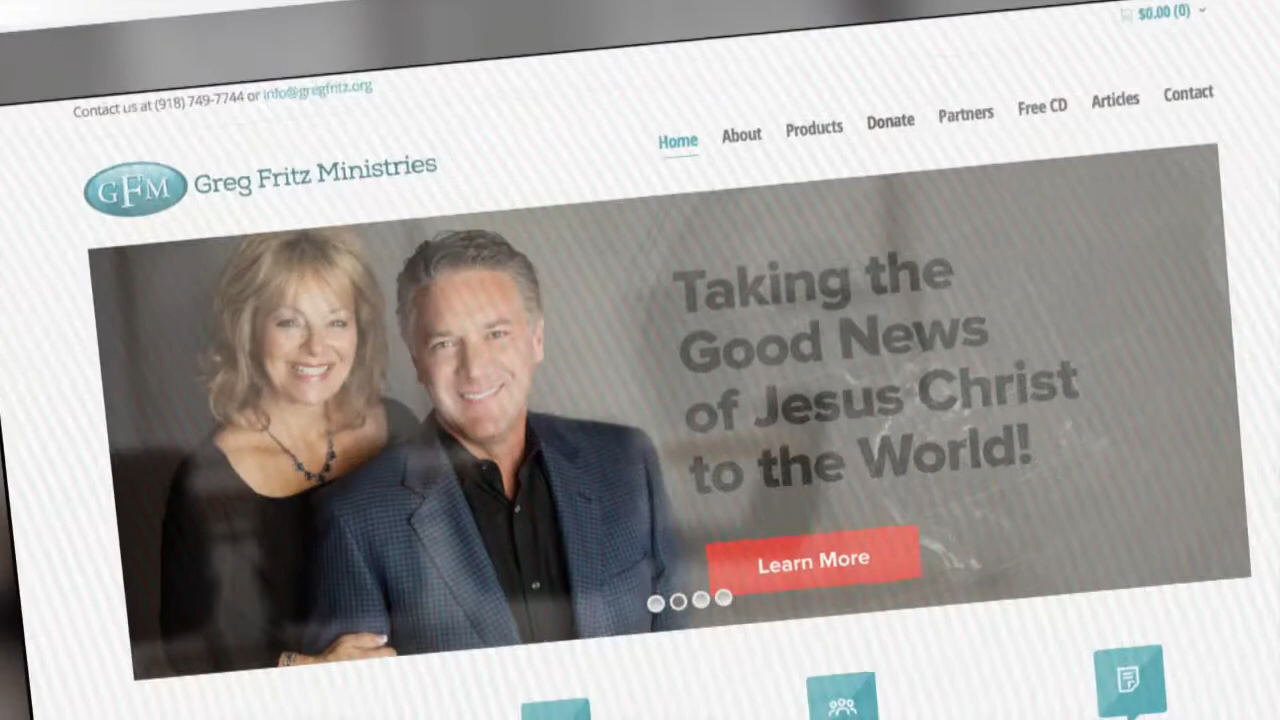 $0.00 (0)
Contact us at (918) 749-7744 or info@gregfritz.org
Home About Products Donate Partners Free CD Articles Contact
GFM Greg Fritz Ministries
Taking the
Good News
of Jesus Christ
to the World!
Learn More